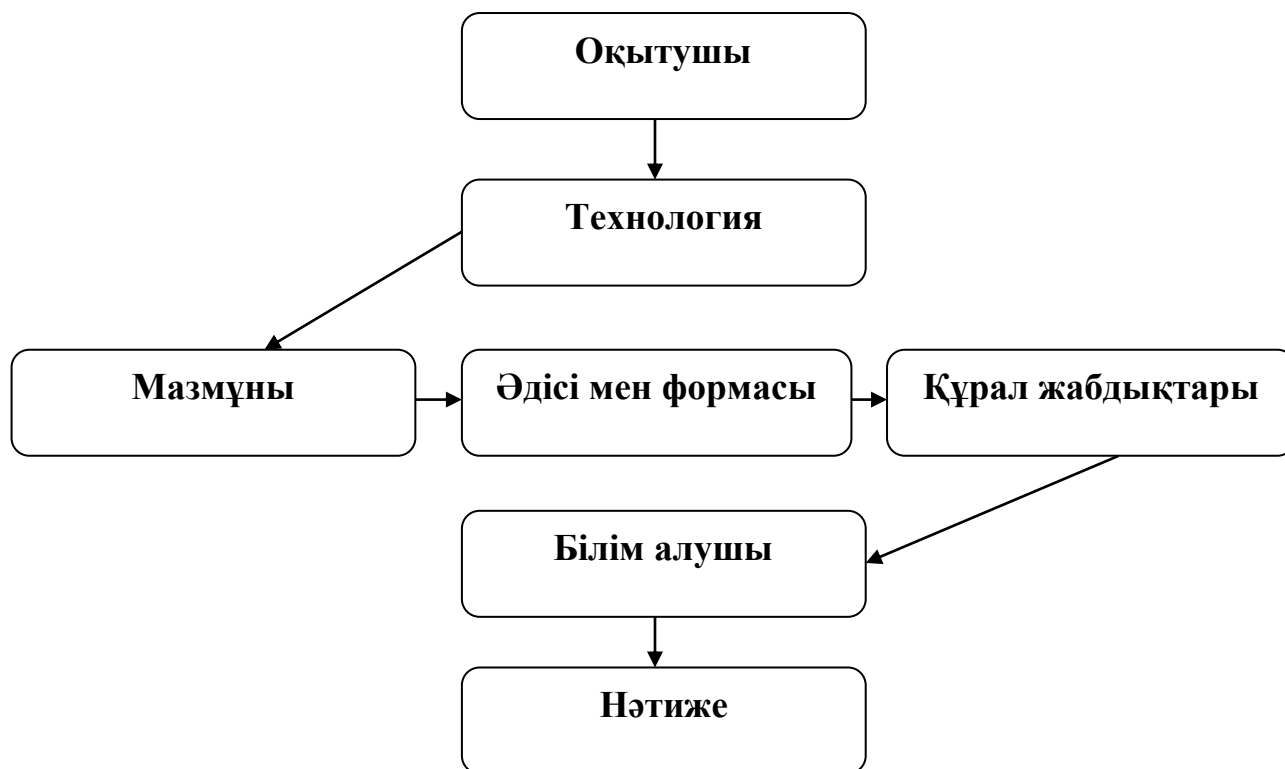 Оқытушы
Технология
Мазмұны
Әдісі мен формасы
Құрал жабдықтары
Білім алушы
Нәтиже